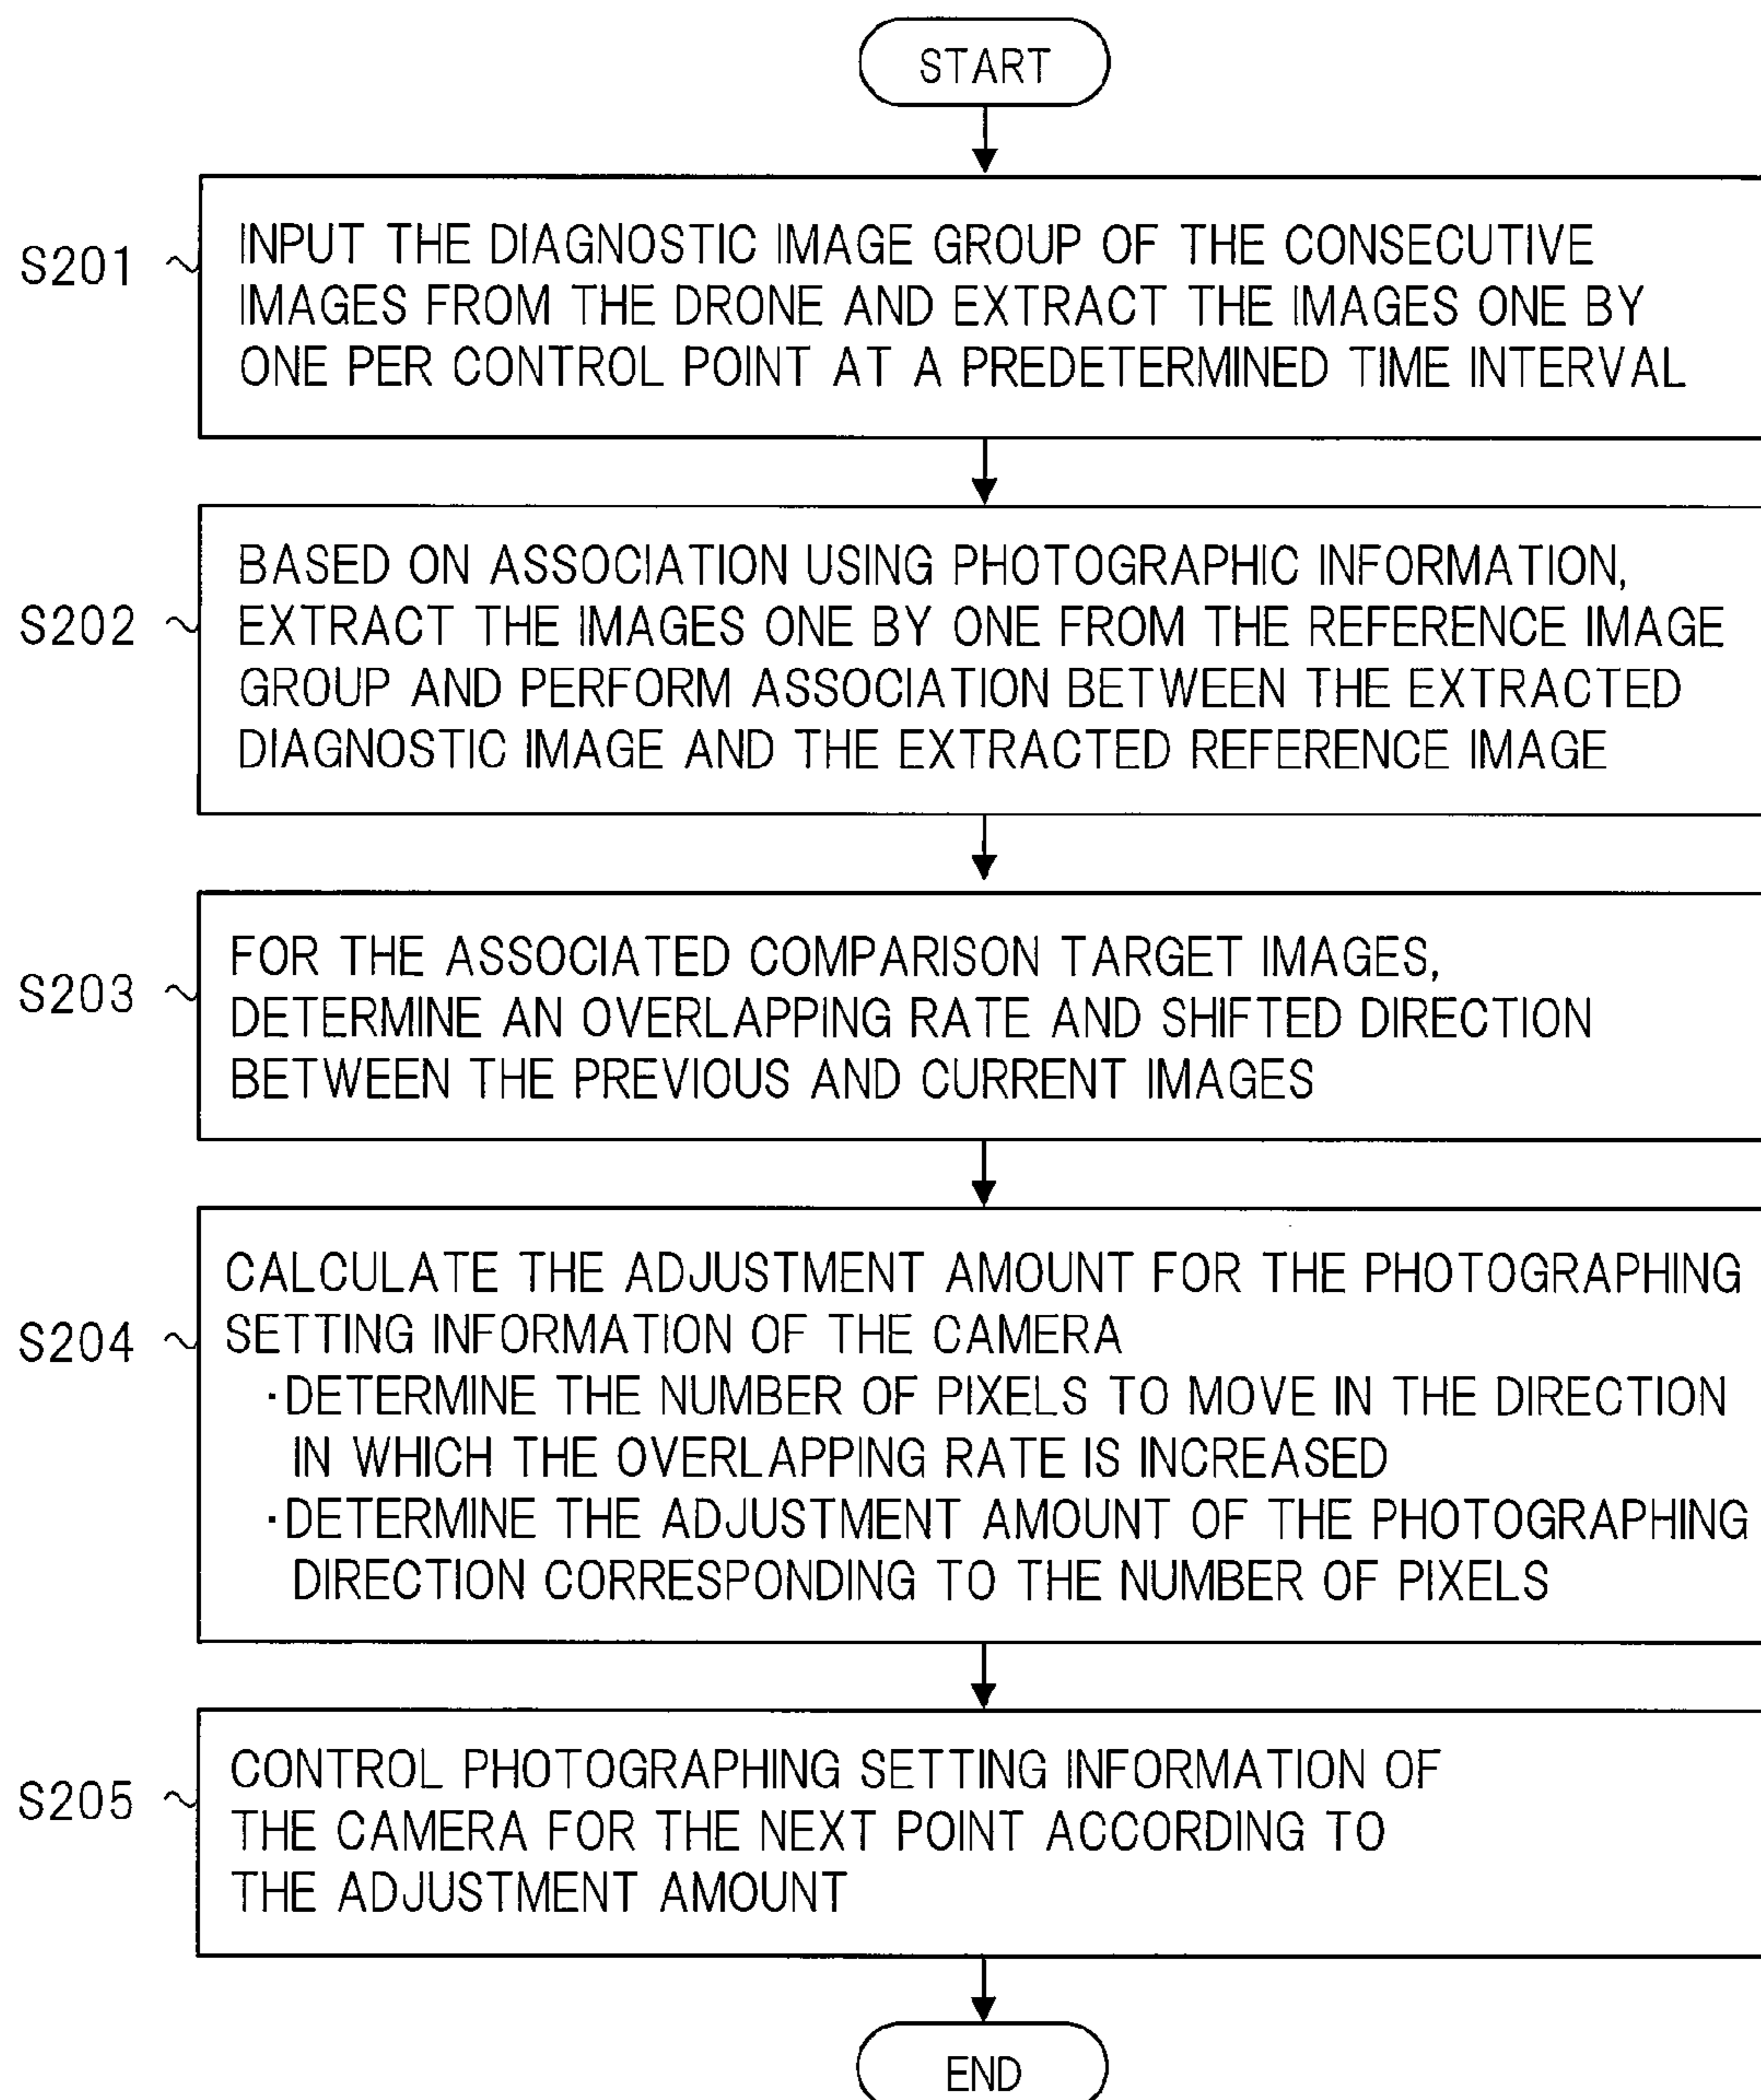 START
S201
INPUT THE DIAGNOSTIC IMAGE GROUP OF THE CONSECUTIVE
IMAGES FROM THE DRONE AND EXTRACT THE IMAGES ONE BY
ONE PER CONTROL POINT AT A PREDETERMINED TIME INTERVAL
S202
BASED ON ASSOCIATION USING PHOTOGRAPHIC INFORMATION,
EXTRACT THE IMAGES ONE BY ONE FROM THE REFERENCE IMAGE
GROUP AND PERFORM ASSOCIATION BETWEEN THE EXTRACTED
DIAGNOSTIC IMAGE AND THE EXTRACTED REFERENCE IMAGE
S203
FOR THE ASSOCIATED COMPARISON TARGET IMAGES,
DETERMINE AN OVERLAPPING RATE AND SHIFTED DIRECTION
BETWEEN THE PREVIOUS AND CURRENT IMAGES
S204
CALCULATE THE ADJUSTMENT AMOUNT FOR THE PHOTOGRAPHING
SETTING INFORMATION OF THE CAMERA
・DETERMINE THE NUMBER OF PIXELS TO MOVE IN THE DIRECTION
IN WHICH THE OVERLAPPING RATE IS INCREASED
・DETERMINE THE ADJUSTMENT AMOUNT OF THE PHOTOGRAPHING
DIRECTION CORRESPONDING TO THE NUMBER OF PIXELS
S205
CONTROL PHOTOGRAPHING SETTING INFORMATION OF
THE CAMERA FOR THE NEXT POINT ACCORDING TO
THE ADJUSTMENT AMOUNT
END